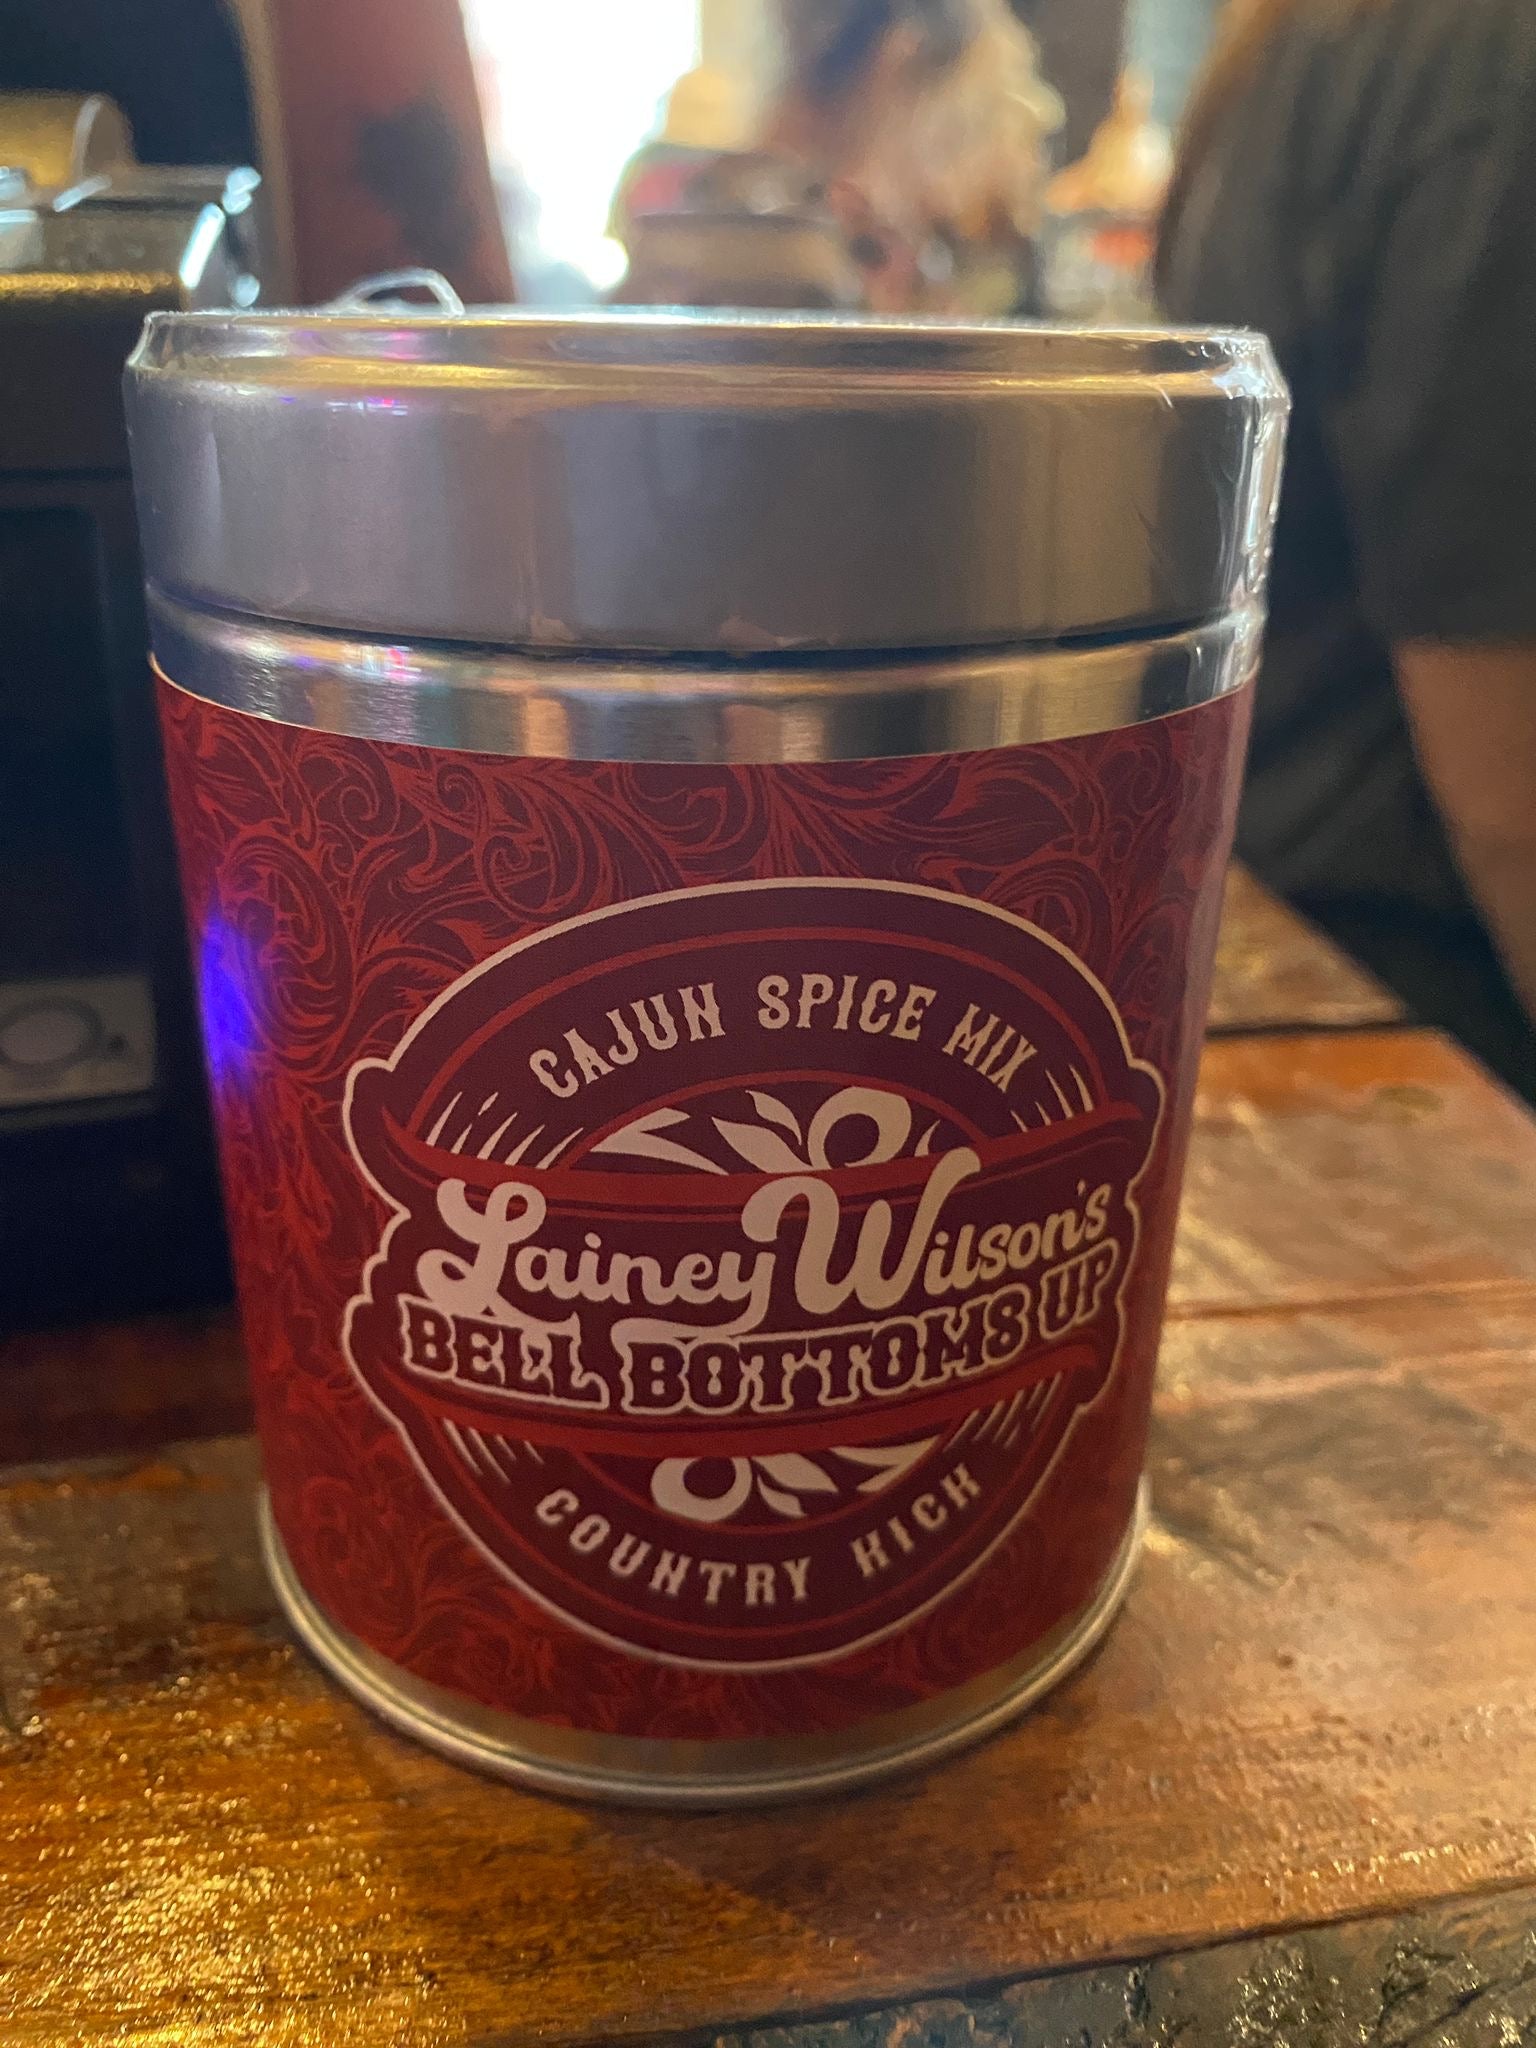 CAJUN SPICE MIX
Lainey Wilson's
BELL BOTTOMS UP
COUNTRY KICK